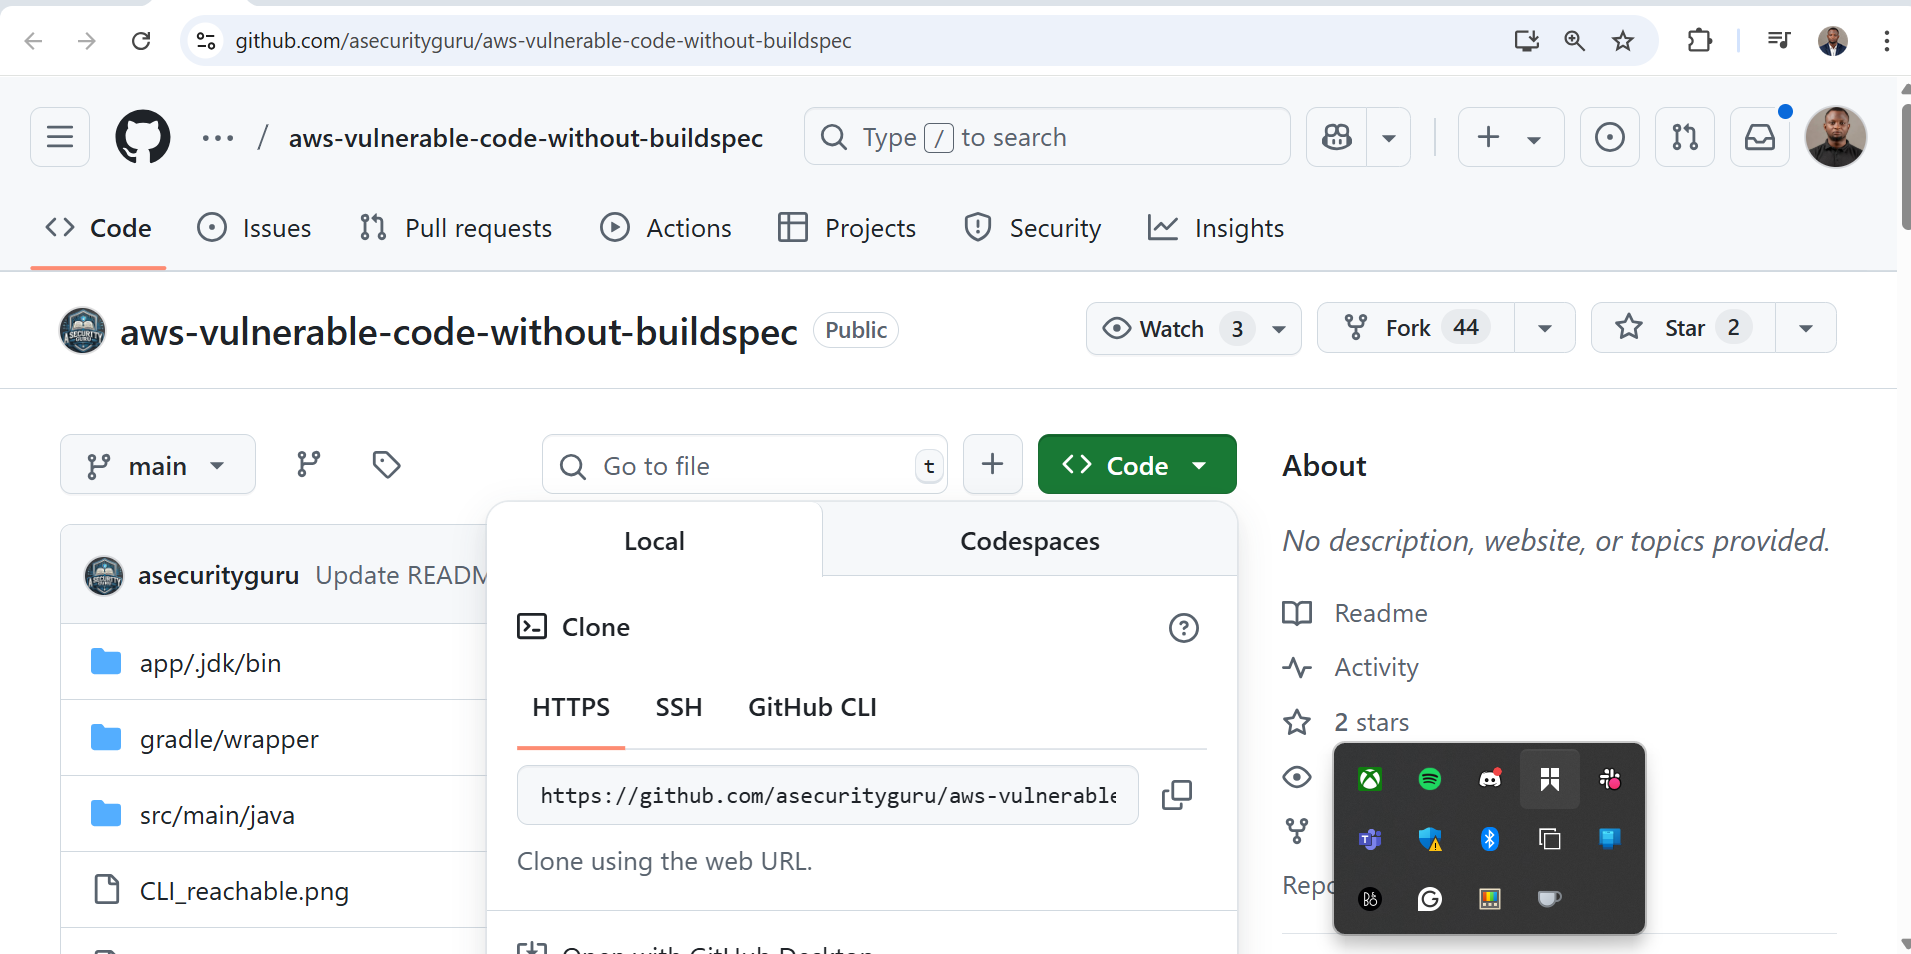 github.com/asecurityguru/aws-vulnerable-code-without-buildspec
/ aws-vulnerable-code-without-buildspec
Type / to search
Code Issues Pull requests Actions Projects Security Insights
aws-vulnerable-code-without-buildspec Public
Watch 3 Fork 44 Star 2
main
Go to file t
Code
About
Local Codespaces
No description, website, or topics provided.
asecurityguru Update READM
Clone
Readme
app/.jdk/bin
Activity
HTTPS SSH GitHub CLI
2 stars
gradle/wrapper
https://github.com/asecurityguru/aws-vulnerable
src/main/java
Clone using the web URL.
Repo
CLI_reachable.png
Open with GitHub Desktop